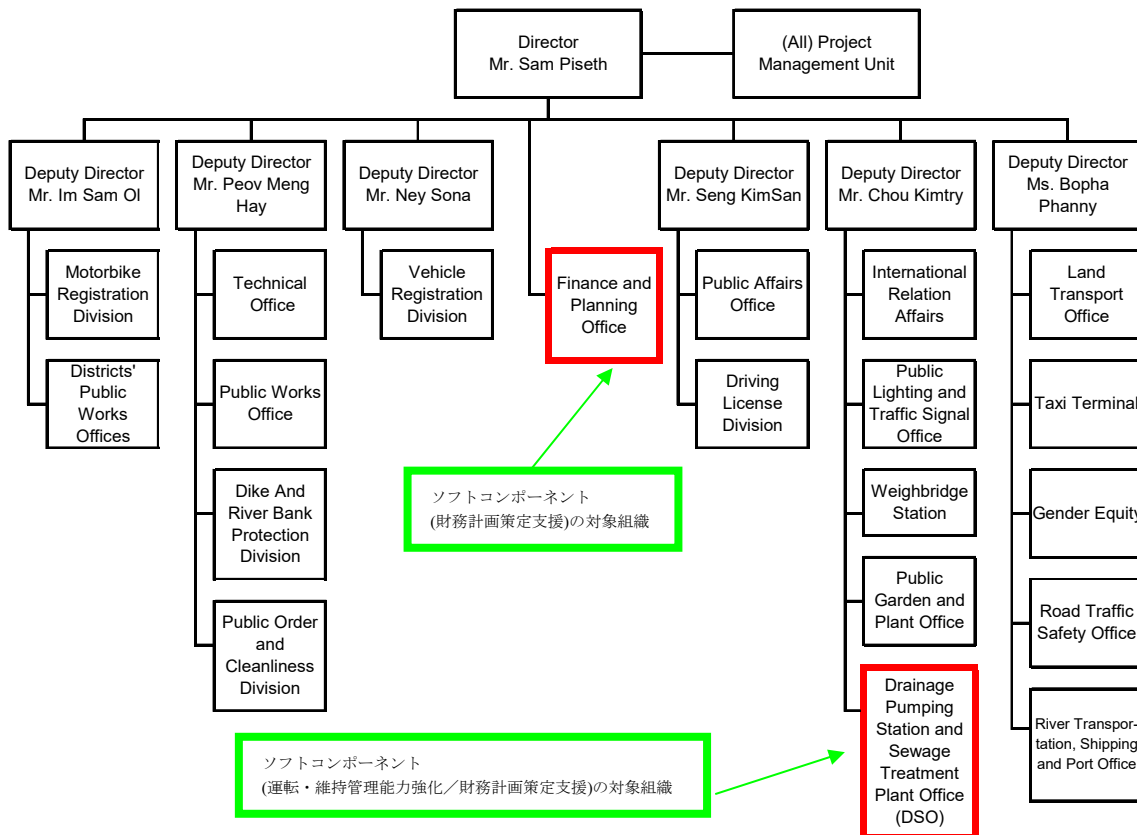 Director
Mr. Sam Piseth
(All) Project
Management Unit
Deputy Director
Mr. Im Sam Ol
Motorbike
Registration
Division
Districts'
Public
Works
Offices
Deputy Director
Mr. Peov Meng
Hay
Technical
Office
Public Works
Office
Dike And
River Bank
Protection
Division
Public Order
and
Cleanliness
Division
Deputy Director
Mr. Ney Sona
Vehicle
Registration
Division
Finance and
Planning
Office
Deputy Director
Mr. Seng KimSan
Public Affairs
Office
Driving
License
Division
Deputy Director
Mr. Chou Kimtry
International
Relation
Affairs
Public
Lighting and
Traffic Signal
Office
Weighbridge
Station
Public
Garden and
Plant Office
Drainage
Pumping
Station and
Sewage
Treatment
Plant Office
(DSO)
Deputy Director
Ms. Bopha
Phanny
Land
Transport
Office
Taxi Terminal
Gender Equity
Road Traffic
Safety Office
River Transpor-
tation, Shipping
and Port Office
ソフトコンポーネント
(財務計画策定支援)の対象組織
ソフトコンポーネント
(運転・維持管理能力強化／財務計画策定支援)の対象組織